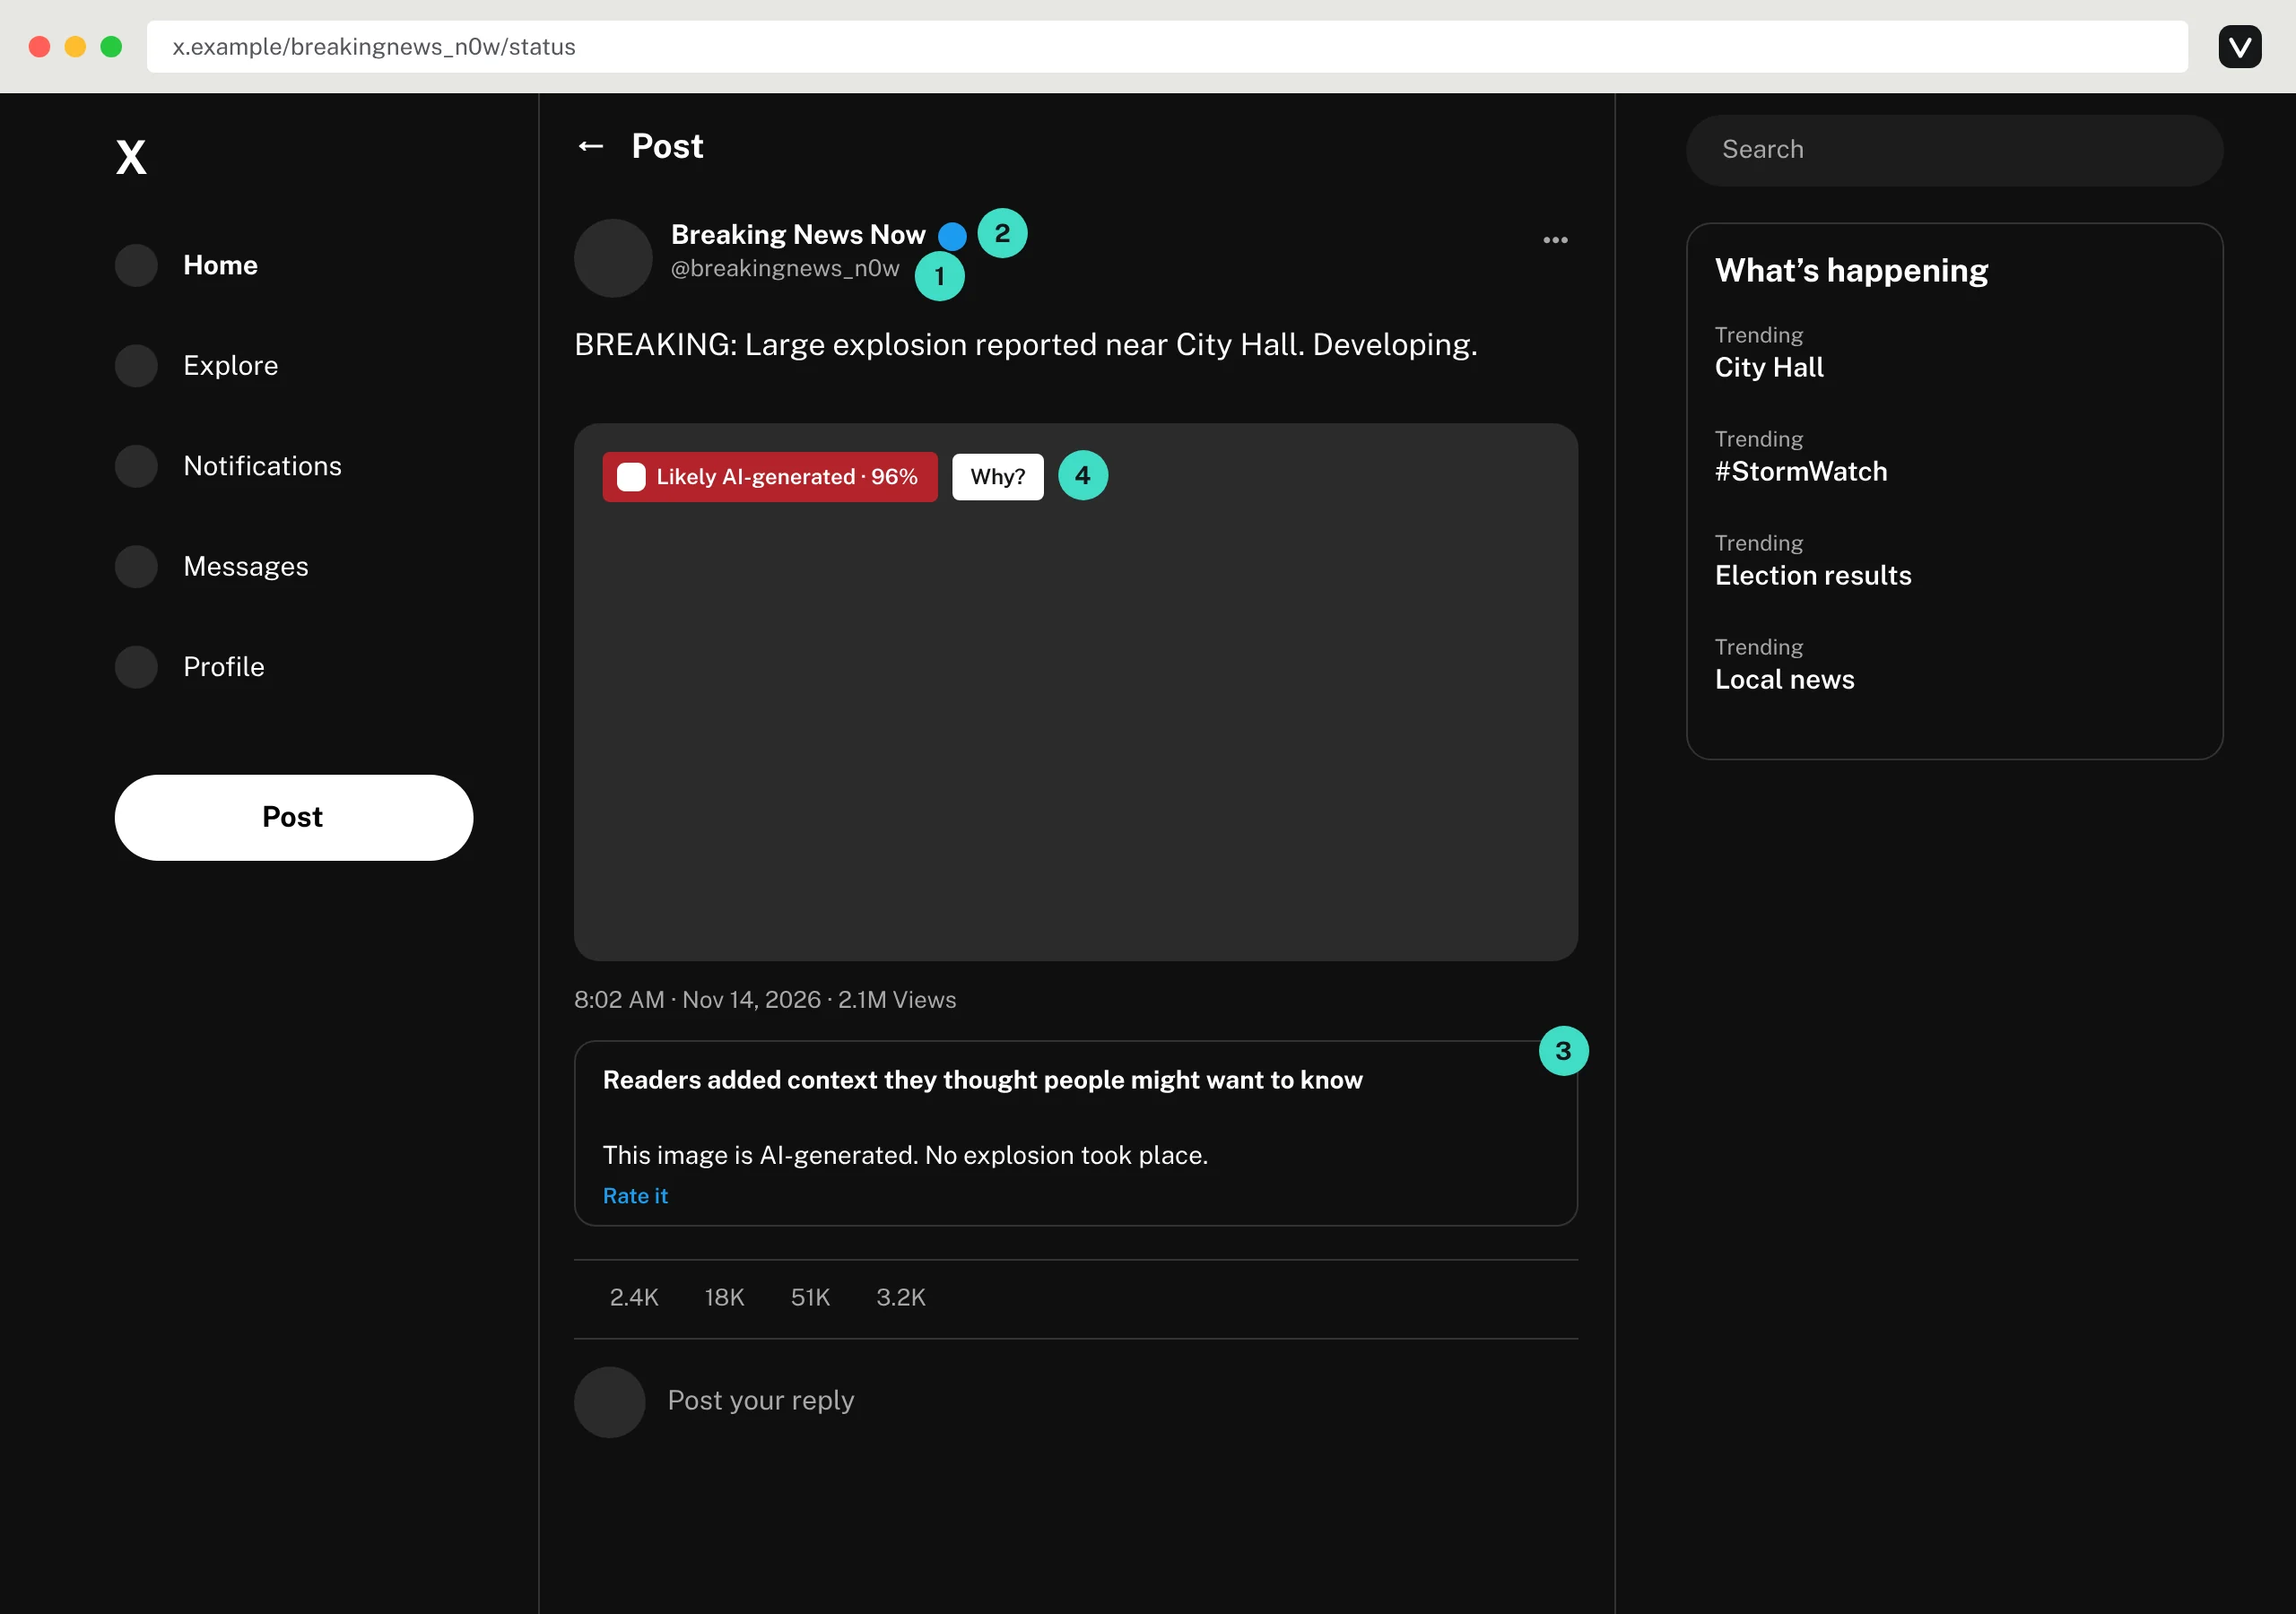 x.example/breakingnews_n0w/status
V
X
Home
Explore
Notifications
Messages
Profile
Post
← Post
Breaking News Now 2
@breakingnews_n0w 1
BREAKING: Large explosion reported near City Hall. Developing.
Likely AI-generated · 96% Why? 4
8:02 AM · Nov 14, 2026 · 2.1M Views
3
Readers added context they thought people might want to know
This image is AI-generated. No explosion took place.
Rate it
2.4K 18K 51K 3.2K
Post your reply
Search
What’s happening
Trending
City Hall
Trending
#StormWatch
Trending
Election results
Trending
Local news